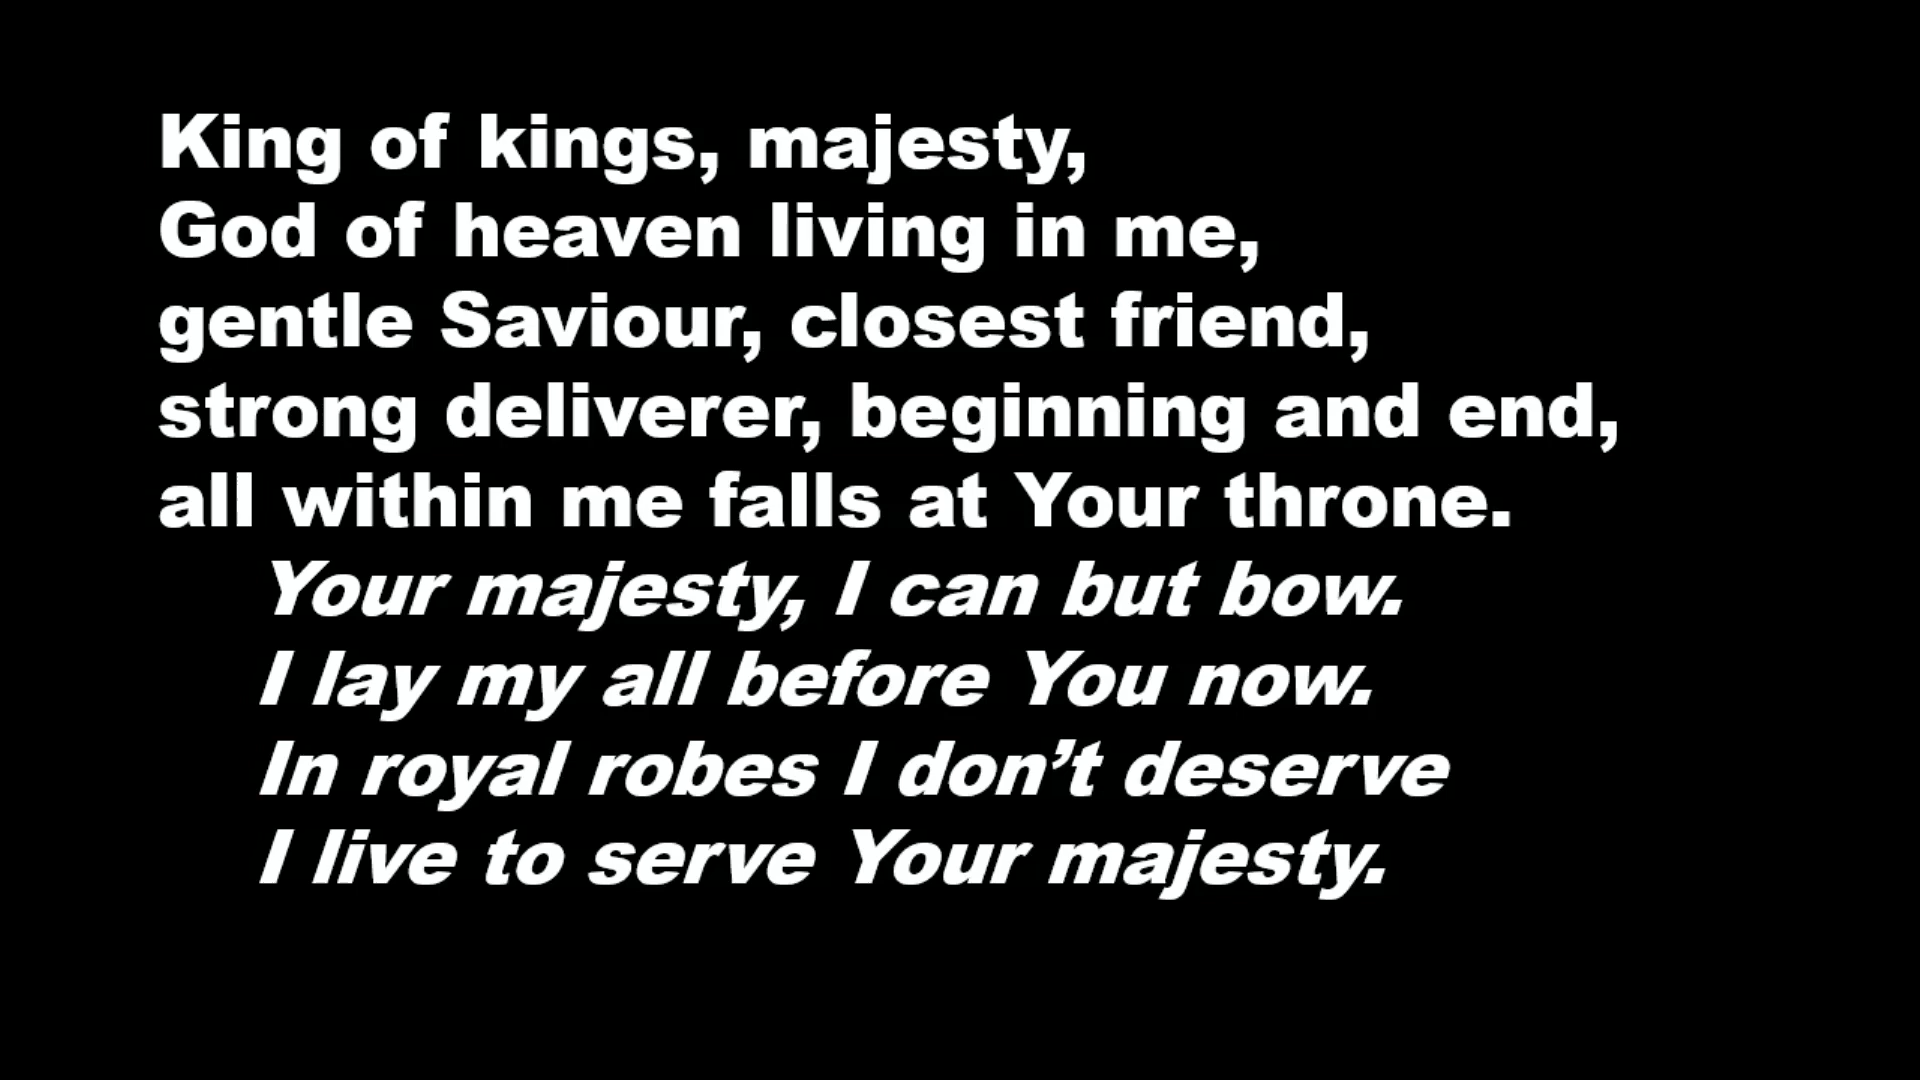 King of kings, majesty,
God of heaven living in me,
gentle Saviour, closest friend,
strong deliverer, beginning and end,
all within me falls at Your throne.
Your majesty, I can but bow.
I lay my all before You now.
In royal robes I don’t deserve
I live to serve Your majesty.